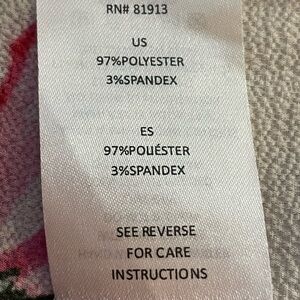 RN# 81913
US
97%POLYESTER
3%SPANDEX
ES
97%POLIÉSTER
3%SPANDEX
SEE REVERSE
FOR CARE
INSTRUCTIONS